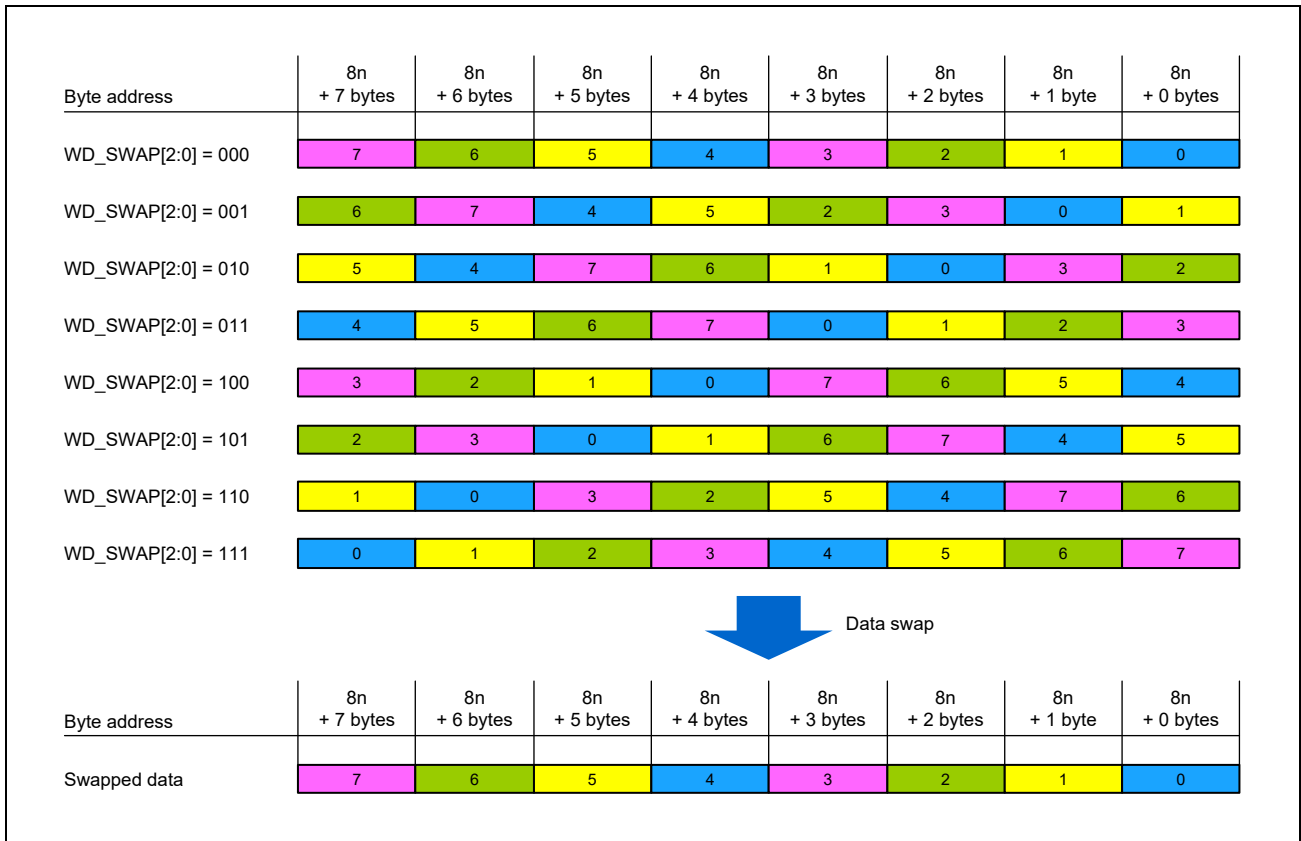 8n 8n 8n 8n 8n 8n 8n 8n
Byte address + 7 bytes + 6 bytes + 5 bytes + 4 bytes + 3 bytes + 2 bytes + 1 byte + 0 bytes
WD_SWAP[2:0] = 000 7 6 5 4 3 2 1 0
WD_SWAP[2:0] = 001 6 7 4 5 2 3 0 1
WD_SWAP[2:0] = 010 5 4 7 6 1 0 3 2
WD_SWAP[2:0] = 011 4 5 6 7 0 1 2 3
WD_SWAP[2:0] = 100 3 2 1 0 7 6 5 4
WD_SWAP[2:0] = 101 2 3 0 1 6 7 4 5
WD_SWAP[2:0] = 110 1 0 3 2 5 4 7 6
WD_SWAP[2:0] = 111 0 1 2 3 4 5 6 7
Data swap
8n 8n 8n 8n 8n 8n 8n 8n
Byte address + 7 bytes + 6 bytes + 5 bytes + 4 bytes + 3 bytes + 2 bytes + 1 byte + 0 bytes
Swapped data 7 6 5 4 3 2 1 0